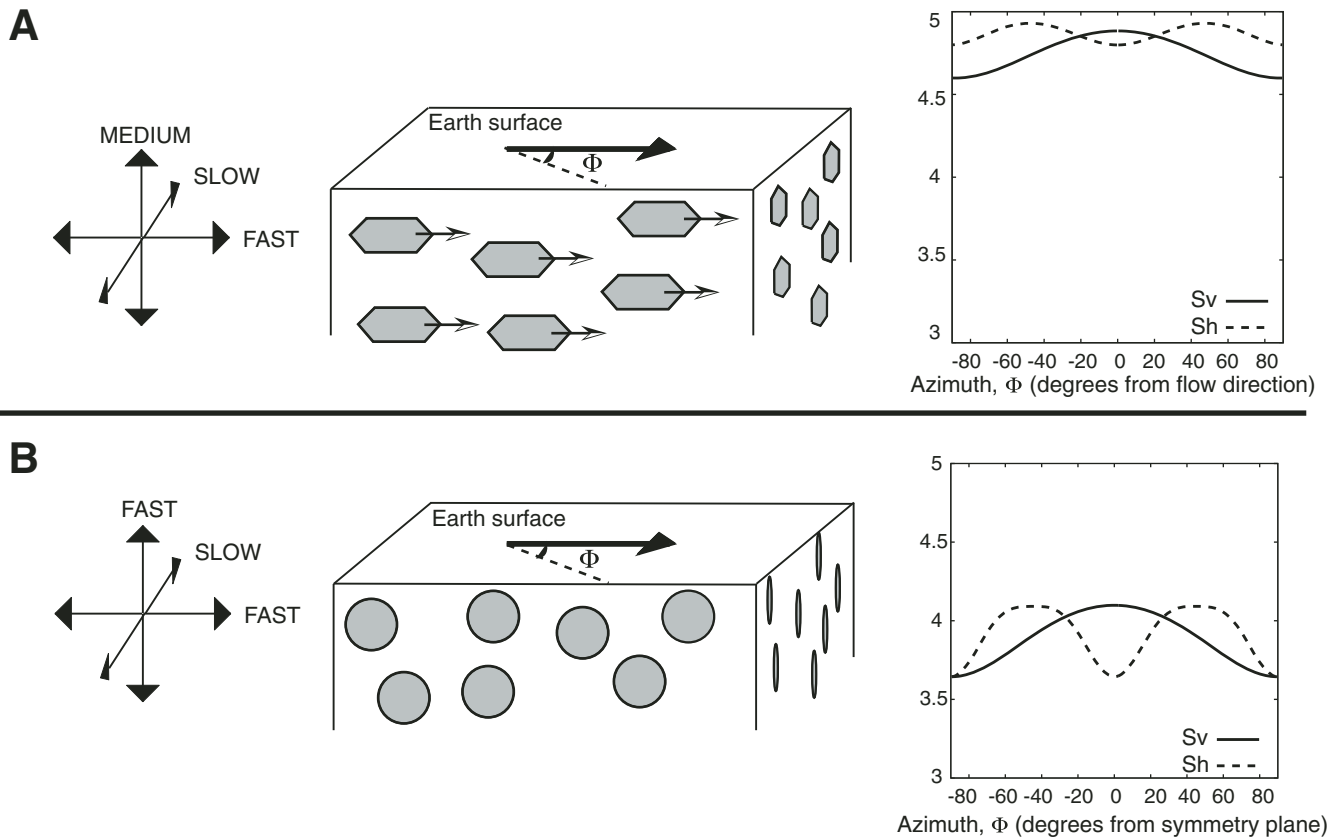 A
MEDIUM
SLOW
FAST
Earth surface
Φ
5
4.5
4
3.5
3
Sv
Sh
-80 -60 -40 -20 0 20 40 60 80
Azimuth, Φ (degrees from flow direction)
B
FAST
SLOW
FAST
Earth surface
Φ
5
4.5
4
3.5
3
Sv
Sh
-80 -60 -40 -20 0 20 40 60 80
Azimuth, Φ (degrees from symmetry plane)